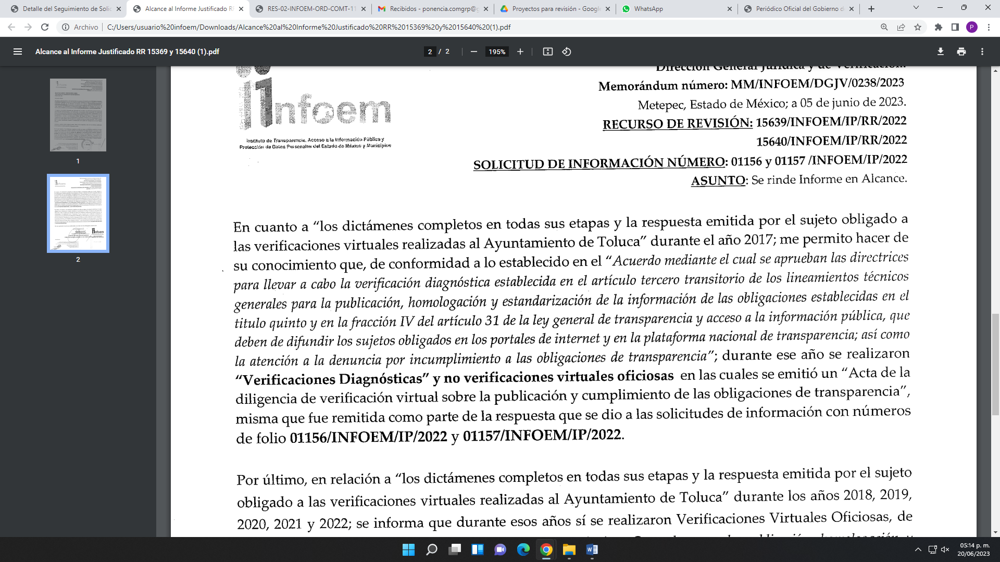 Detalle del Seguimiento de Solic
Alcance al Informe Justificado R
RES-02-INFOEM-ORD-COMT-11
Recibidos - ponencia.comgrp@g
Proyectos para revisión - Google
WhatsApp
Periódico Oficial del Gobierno d
Archivo
C:/Users/usuario%20infoem/Downloads/Alcance%20al%20Informe%20Justificado%20RR%2015369%20y%2015640%20(1).pdf
P
Alcance al Informe Justificado RR 15369 y 15640 (1).pdf
2 / 2
195%
1
2
infoem
Instituto de Transparencia, Acceso a la Información Pública y
Protección de Datos Personales del Estado de México y Municipios
Dirección General Jurídica y de Verificación.
Memorándum número: MM/INFOEM/DGJV/0238/2023
Metepec, Estado de México; a 05 de junio de 2023.
RECURSO DE REVISIÓN: 15639/INFOEM/IP/RR/2022
15640/INFOEM/IP/RR/2022
SOLICITUD DE INFORMACIÓN NÚMERO: 01156 y 01157 /INFOEM/IP/2022
ASUNTO: Se rinde Informe en Alcance.
En cuanto a “los dictámenes completos en todas sus etapas y la respuesta emitida por el sujeto obligado a
las verificaciones virtuales realizadas al Ayuntamiento de Toluca” durante el año 2017; me permito hacer de
su conocimiento que, de conformidad a lo establecido en el “Acuerdo mediante el cual se aprueban las directrices
para llevar a cabo la verificación diagnóstica establecida en el artículo tercero transitorio de los lineamientos técnicos
generales para la publicación, homologación y estandarización de la información de las obligaciones establecidas en el
titulo quinto y en la fracción IV del artículo 31 de la ley general de transparencia y acceso a la información pública, que
deben de difundir los sujetos obligados en los portales de internet y en la plataforma nacional de transparencia; así como
la atención a la denuncia por incumplimiento a las obligaciones de transparencia”; durante ese año se realizaron
“Verificaciones Diagnósticas” y no verificaciones virtuales oficiosas en las cuales se emitió un “Acta de la
diligencia de verificación virtual sobre la publicación y cumplimiento de las obligaciones de transparencia”,
misma que fue remitida como parte de la respuesta que se dio a las solicitudes de información con números
de folio 01156/INFOEM/IP/2022 y 01157/INFOEM/IP/2022.
Por último, en relación a “los dictámenes completos en todas sus etapas y la respuesta emitida por el sujeto
obligado a las verificaciones virtuales realizadas al Ayuntamiento de Toluca” durante los años 2018, 2019,
2020, 2021 y 2022; se informa que durante esos años sí se realizaron Verificaciones Virtuales Oficiosas, de
05:14 p. m.
20/06/2023